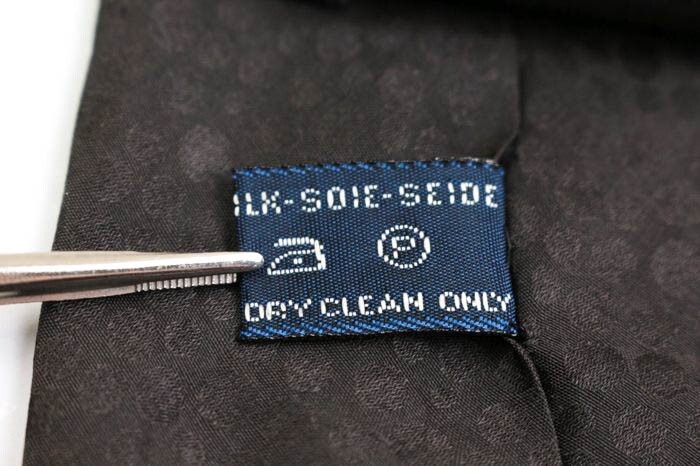 ILK-SOIE-SEIDE
P
DRY CLEAN ONLY